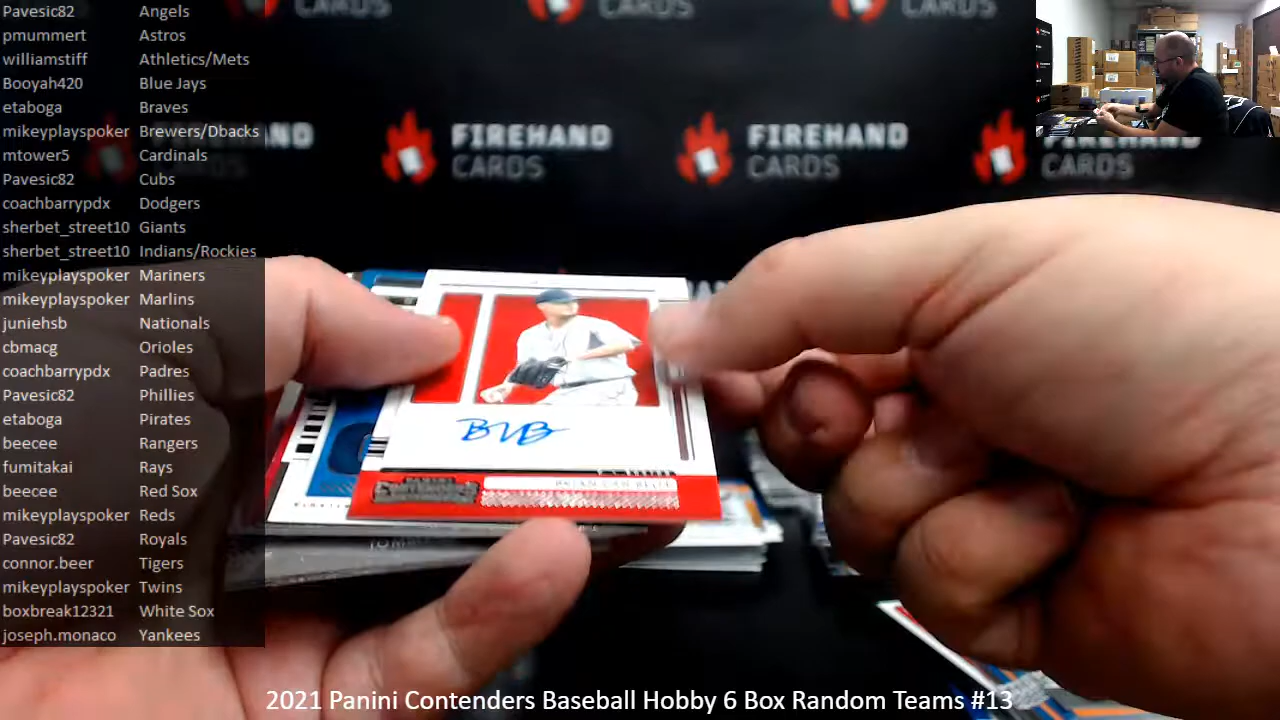 Pavesic82 Angels
pmummert Astros
williamstiff Athletics/Mets
Booyah420 Blue Jays
etaboga Braves
mikeyplayspoker Brewers/Dbacks
mtower5 Cardinals
Pavesic82 Cubs
coachbarrypdx Dodgers
sherbet_street10 Giants
sherbet_street10 Indians/Rockies
mikeyplayspoker Mariners
mikeyplayspoker Marlins
juniehsb Nationals
cbmacg Orioles
coachbarrypdx Padres
Pavesic82 Phillies
etaboga Pirates
beecee Rangers
fumitakai Rays
beecee Red Sox
mikeyplayspoker Reds
Pavesic82 Royals
connor.beer Tigers
mikeyplayspoker Twins
boxbreak12321 White Sox
joseph.monaco Yankees
CARDS
CARDS
CARDS
FIREHAND
CARDS
FIREHAND
CARDS
CARDS
2021 Panini Contenders Baseball Hobby 6 Box Random Teams #13